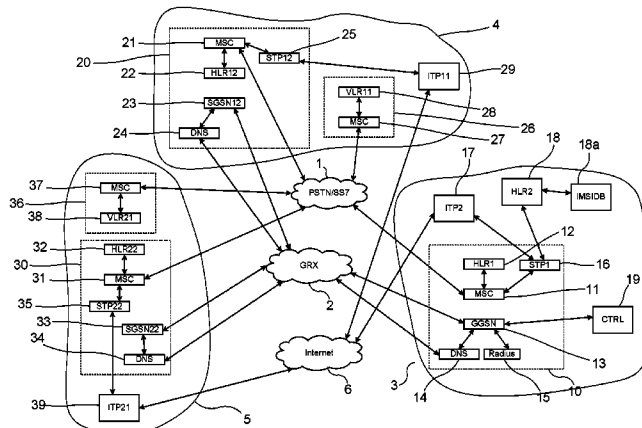 4
21
MSC
25
20
STP12
22
HLR12
ITP11
29
23
SGSN12
VLR11
28
24
DNS
MSC
26
27
1
17
18
18a
37
MSC
PSTN/SS7
ITP2
HLR2
IMSIDB
36
38
VLR21
12
32
HLR22
30
HLR1
STP1
16
31
MSC
GRX
MSC
11
19
35
STP22
2
CTRL
33
SGSN22
GGSN
13
34
DNS
Internet
DNS
Radius
6
3
14
15
10
39
ITP21
5